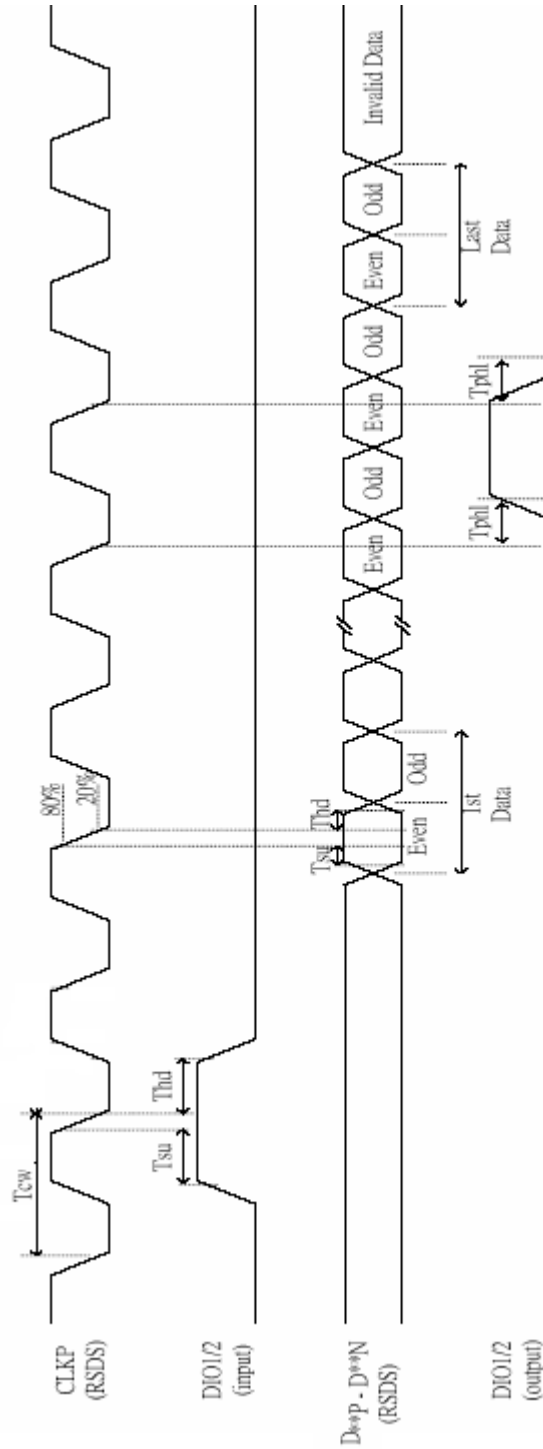 CLKP
(RSDS)
Tcw
80%
20%
DIO1/2
(input)
Tsu
Thd
D**P - D**N
(RSDS)
Tsu
Thd
Even
Odd
1st
Data
Even
Odd
Even
Odd
Even
Odd
Invalid Data
Last
Data
DIO1/2
(output)
Tphl
Tphl